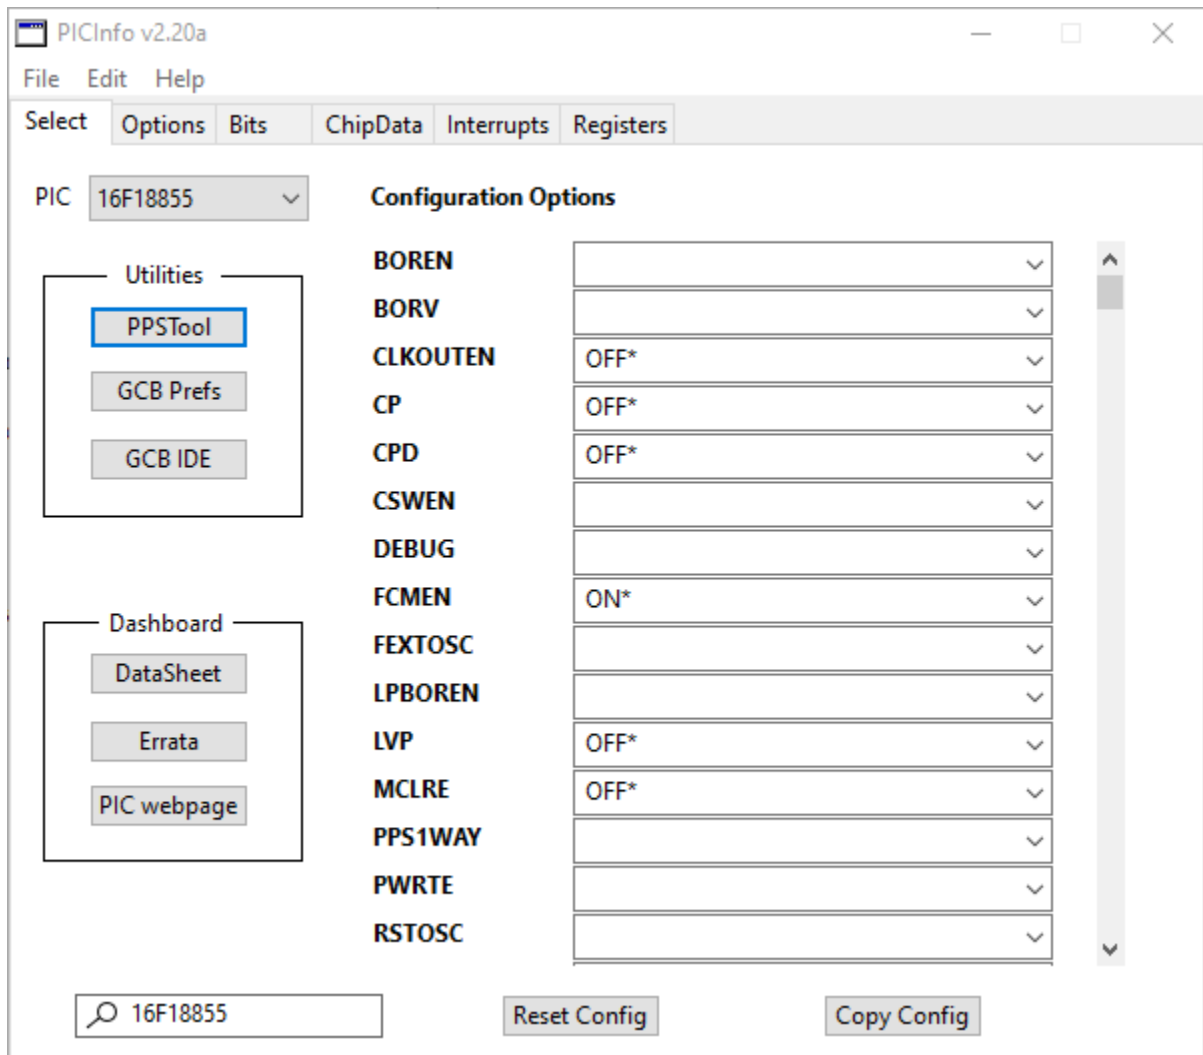 PICInfo v2.20a
File Edit Help
Select Options Bits ChipData Interrupts Registers
PIC 16F18855
Configuration Options
Utilities
PPSTool
GCB Prefs
GCB IDE
Dashboard
DataSheet
Errata
PIC webpage
BOREN
BORV
CLKOUTEN OFF*
CP OFF*
CPD OFF*
CSWEN
DEBUG
FCMEN ON*
FEXTOSC
LPBOREN
LVP OFF*
MCLRE OFF*
PPS1WAY
PWRTE
RSTOSC
16F18855
Reset Config
Copy Config